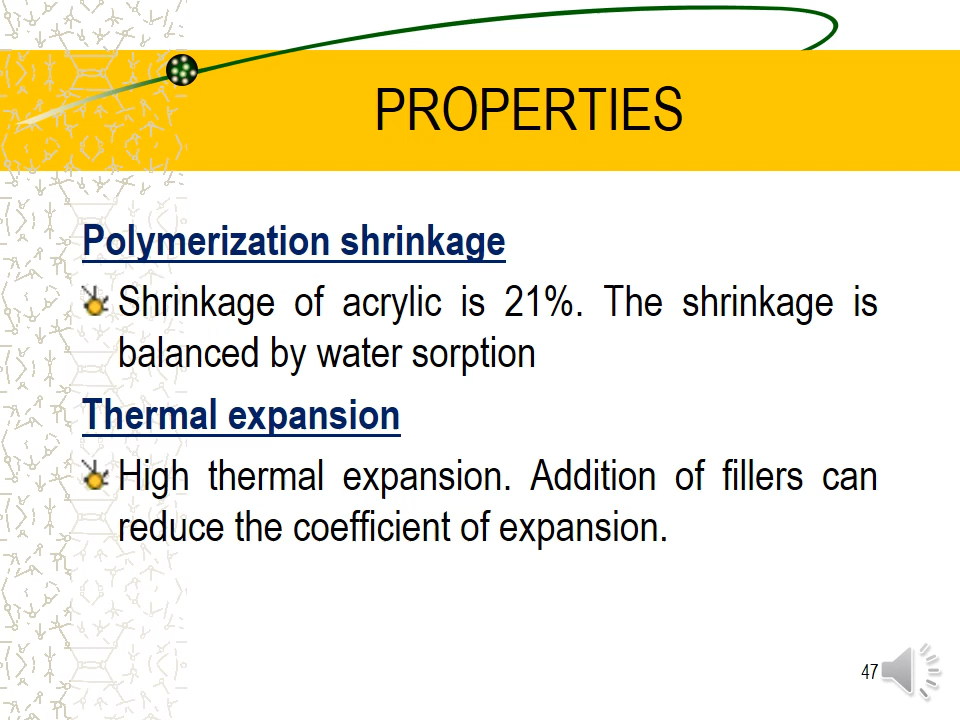 PROPERTIES
Polymerization shrinkage
Shrinkage of acrylic is 21%. The shrinkage is
balanced by water sorption
Thermal expansion
High thermal expansion. Addition of fillers can
reduce the coefficient of expansion.
47